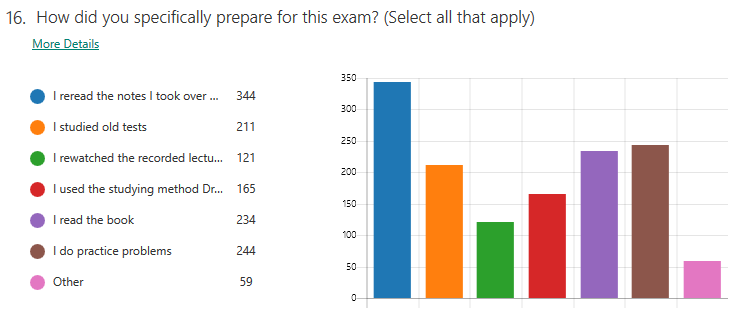 16. How did you specifically prepare for this exam? (Select all that apply)
More Details
I reread the notes I took over ... 344
I studied old tests 211
I rewatched the recorded lectu... 121
I used the studying method Dr... 165
I read the book 234
I do practice problems 244
Other 59
350
300
250
200
150
100
50
0